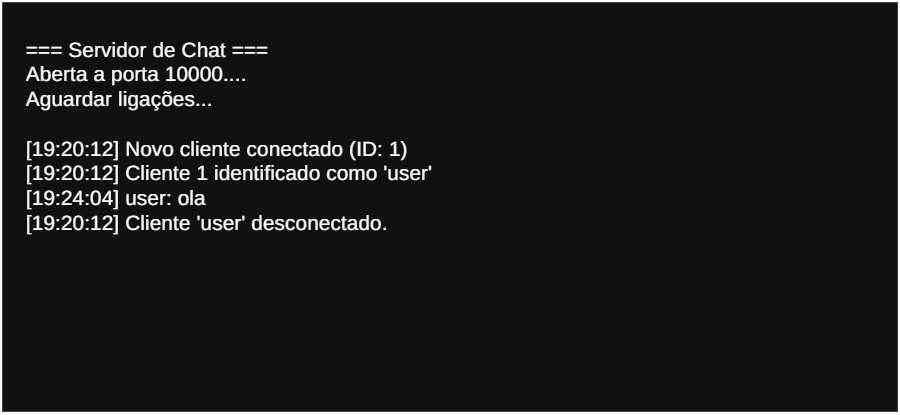 === Servidor de Chat ===
Aberta a porta 10000....
Aguardar ligações...
[19:20:12] Novo cliente conectado (ID: 1)
[19:20:12] Cliente 1 identificado como 'user'
[19:24:04] user: ola
[19:20:12] Cliente 'user' desconectado.